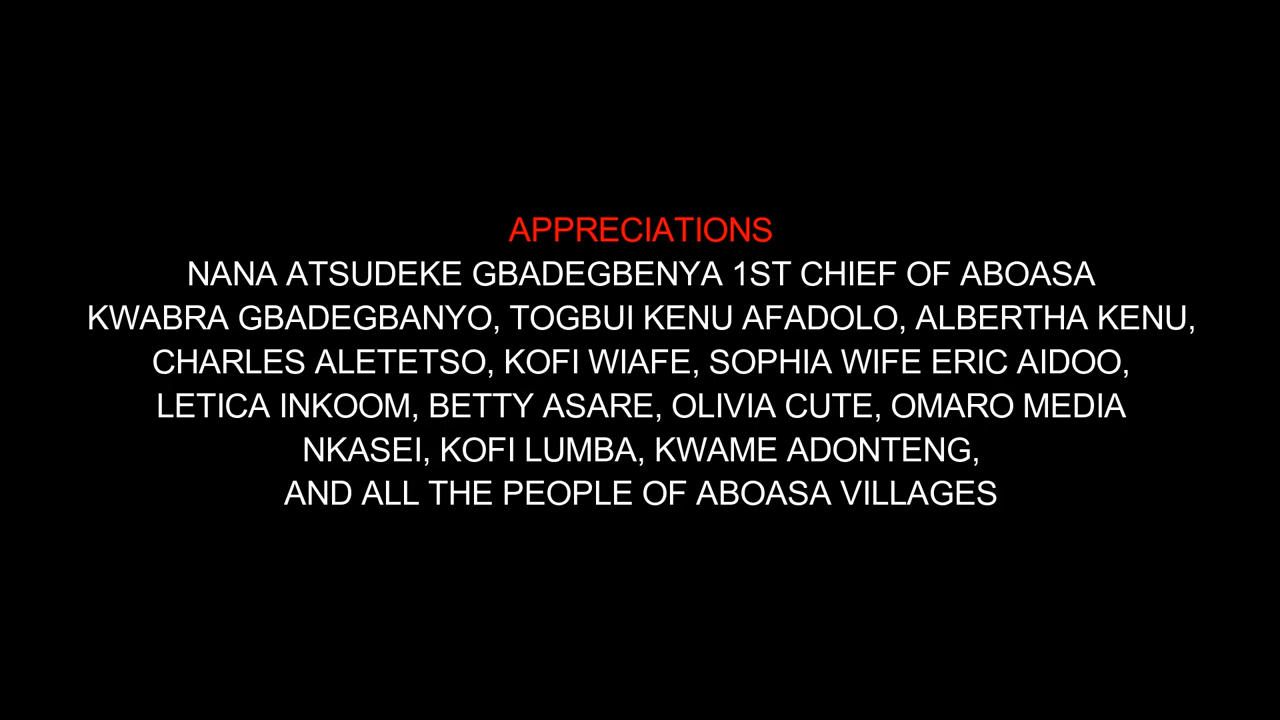 APPRECIATIONS
NANA ATSUDEKE GBADEGBENYA 1ST CHIEF OF ABOASA
KWABRA GBADEGBANYO, TOGBUI KENU AFADOLO, ALBERTHA KENU,
CHARLES ALETETSO, KOFI WIAFE, SOPHIA WIFE ERIC AIDOO,
LETICA INKOOM, BETTY ASARE, OLIVIA CUTE, OMARO MEDIA
NKASEI, KOFI LUMBA, KWAME ADONTENG,
AND ALL THE PEOPLE OF ABOASA VILLAGES